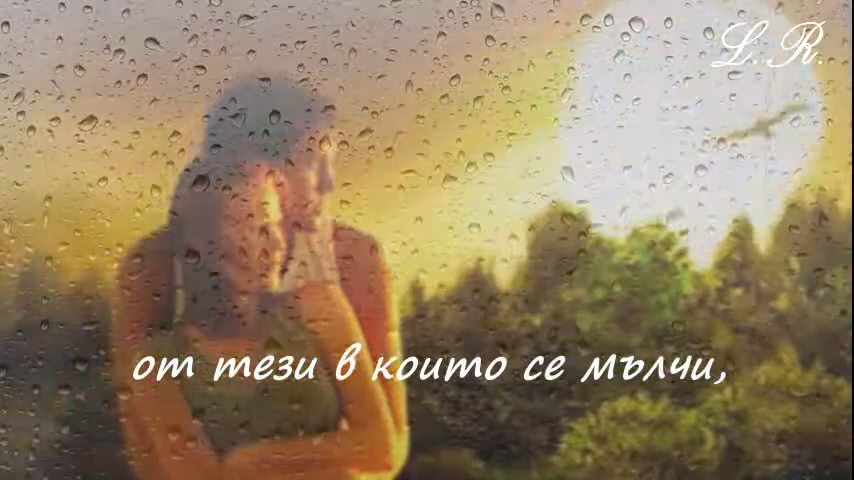 L. R.
от тези в които се мълчи,